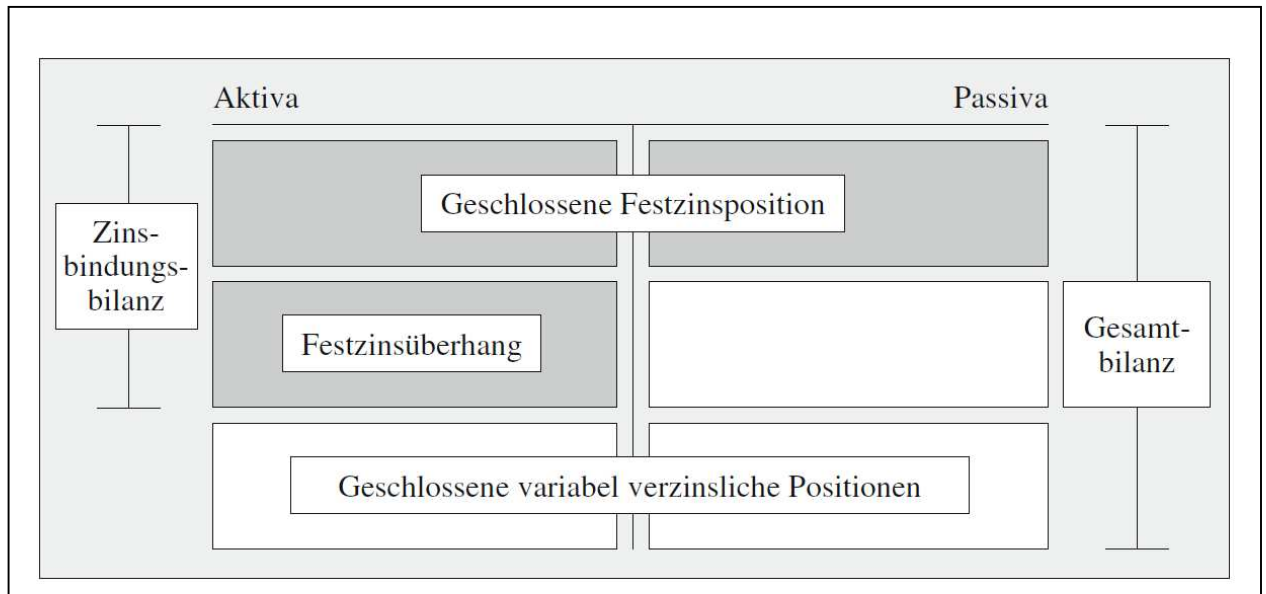 Aktiva
Passiva
Geschlossene Festzinsposition
Zins-
bindungs-
bilanz
Festzinsüberhang
Gesamt-
bilanz
Geschlossene variabel verzinsliche Positionen